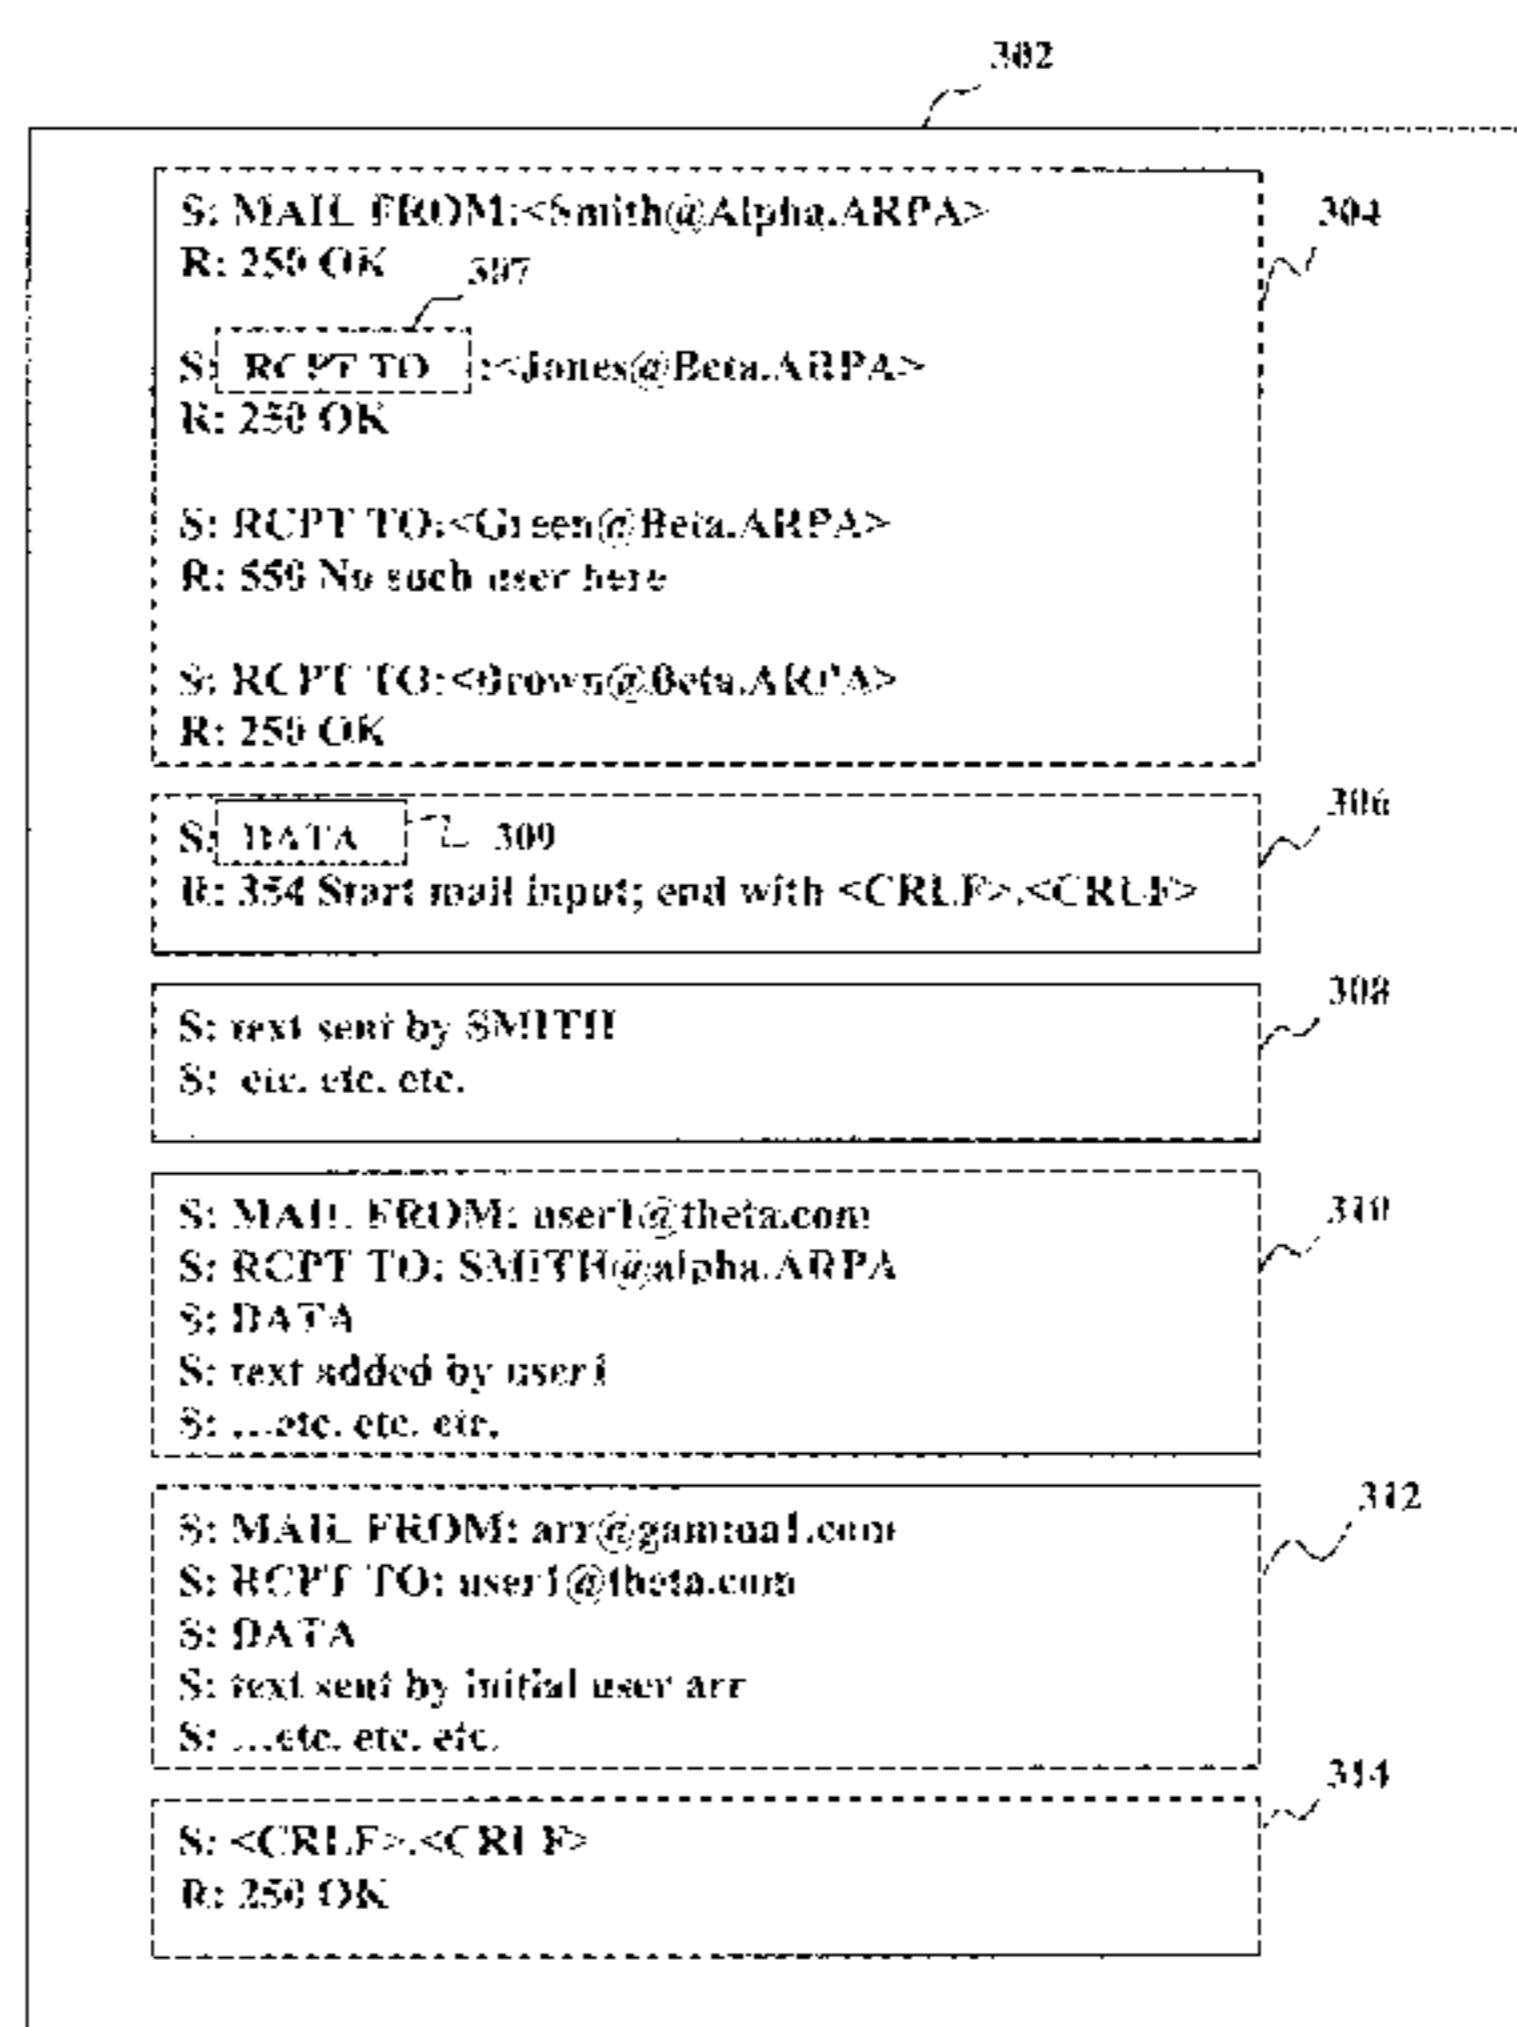 302
S: MAIL FROM:<Smith@Alpha.ARPA>
304
R: 250 OK
307
S: RCPT TO :<Jones@Beta.ARPA>
R: 250 OK
S: RCPT TO:<Green@Beta.ARPA>
R: 550 No such user here
S: RCPT TO:<Brown@Beta.ARPA>
R: 250 OK
306
S: DATA 309
R: 354 Start mail input; end with <CRLF>.<CRLF>
308
S: text sent by SMITH
S: etc. etc. etc.
310
S: MAIL FROM: user1@theta.com
S: RCPT TO: SMITH@alpha.ARPA
S: DATA
S: text added by user1
S: ...etc. etc. etc.
312
S: MAIL FROM: arr@gamma1.com
S: RCPT TO: user1@theta.com
S: DATA
S: text sent by initial user arr
S: ...etc. etc. etc.
314
S: <CRLF>.<CRLF>
R: 250 OK